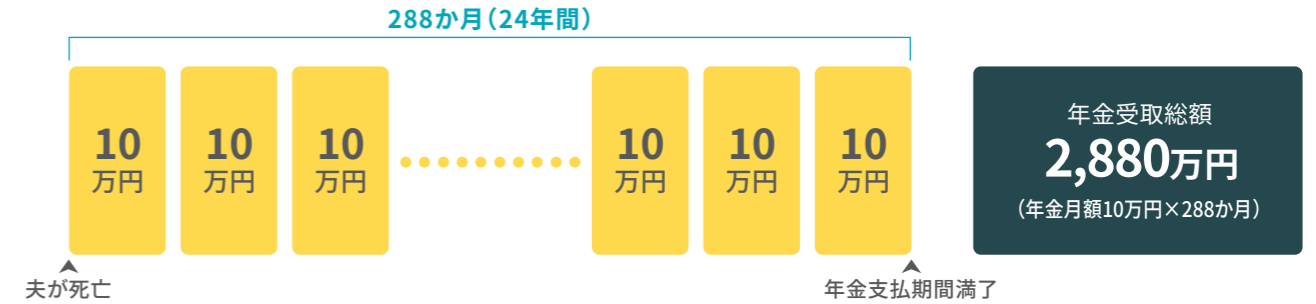 288か月（24年間）
10
万円
10
万円
10
万円
10
万円
10
万円
10
万円
年金受取総額
2,880万円
（年金月額10万円×288か月）
夫が死亡
年金支払期間満了